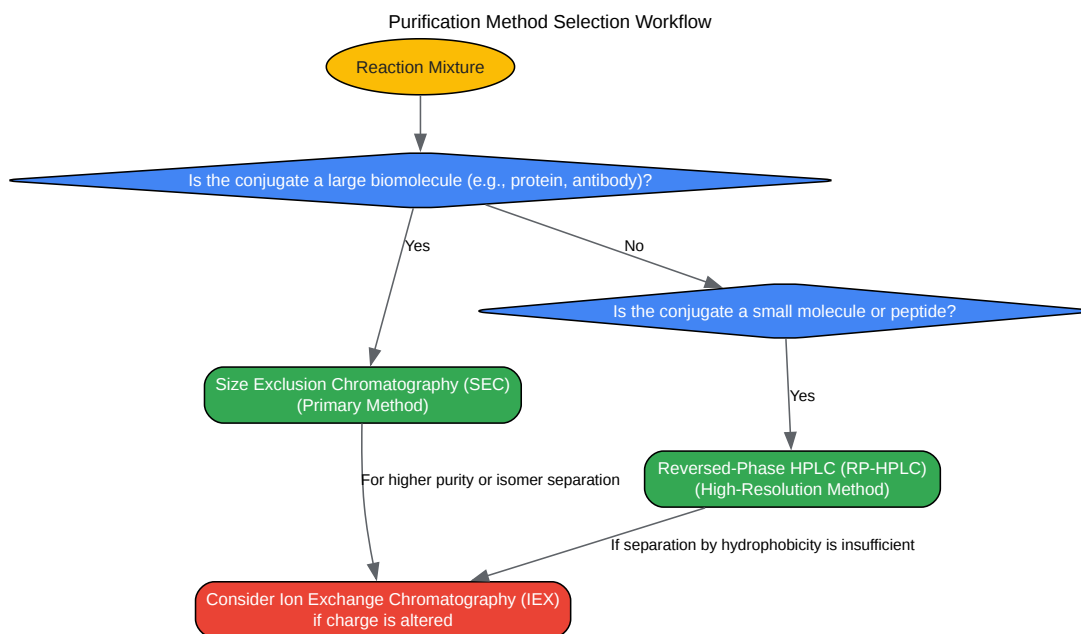 Purification Method Selection Workflow
Reaction Mixture
Is the conjugate a large biomolecule (e.g., protein, antibody)?
Yes
No
Is the conjugate a small molecule or peptide?
Size Exclusion Chromatography (SEC)
(Primary Method)
Yes
For higher purity or isomer separation
Reversed-Phase HPLC (RP-HPLC)
(High-Resolution Method)
If separation by hydrophobicity is insufficient
Consider Ion Exchange Chromatography (IEX)
if charge is altered